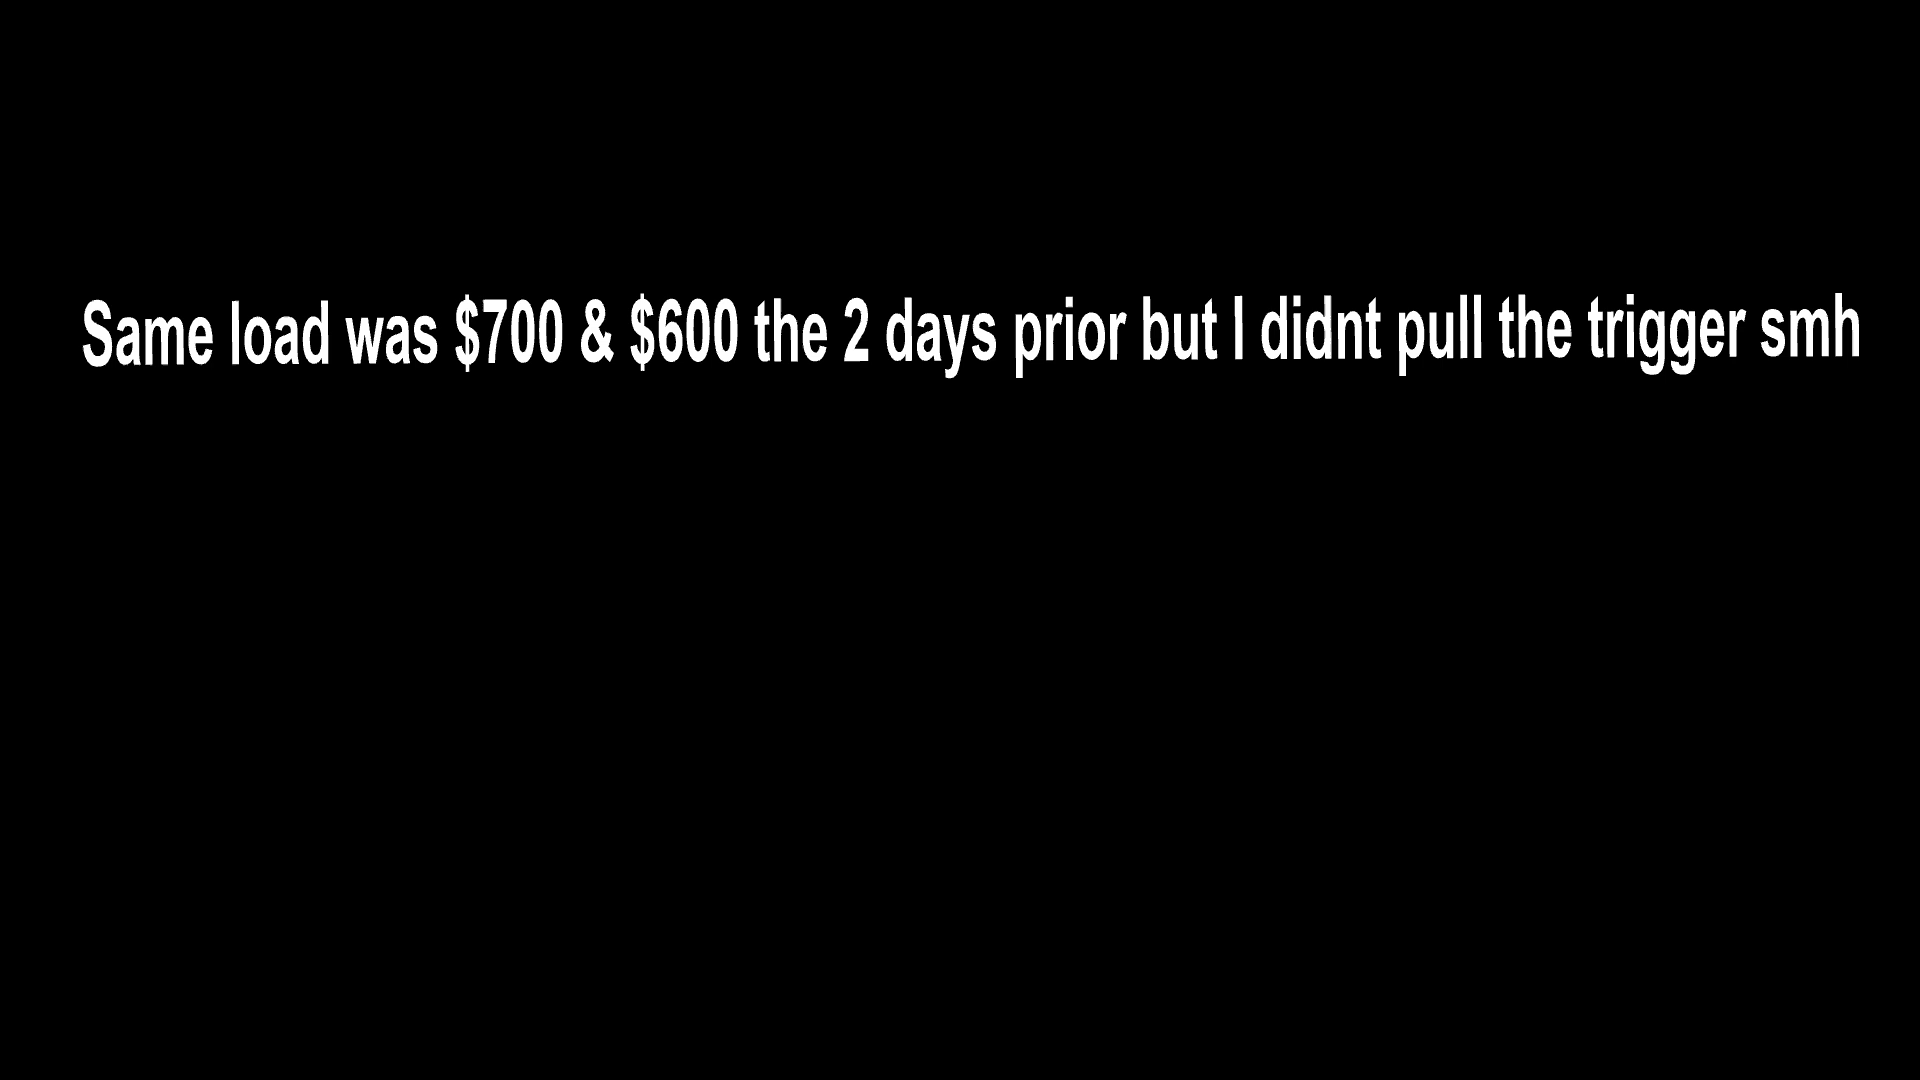 Same load was $700 & $600 the 2 days prior but I didnt pull the trigger smh